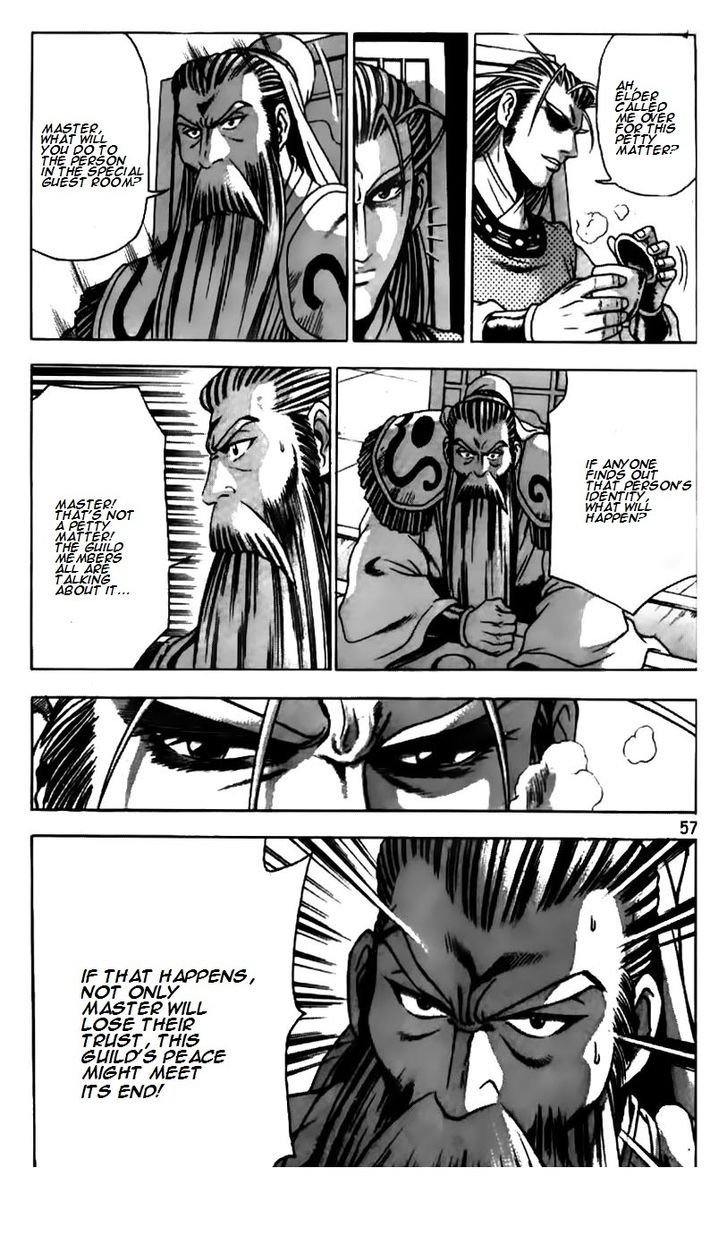 MASTER,
WHAT WILL
YOU DO TO
THE PERSON
IN THE SPECIAL
GUEST ROOM?
AH,
ELDER
CALLED
ME OVER
FOR THIS
PETTY
MATTER?
MASTER!
THAT'S NOT
A PETTY
MATTER!
THE GUILD
MEMBERS
ALL ARE
TALKING
ABOUT IT...
IF ANYONE
FINDS OUT
THAT PERSON'S
IDENTITY,
WHAT WILL
HAPPEN?
57
IF THAT HAPPENS,
NOT ONLY
MASTER WILL
LOSE THEIR
TRUST, THIS
GUILD'S PEACE
MIGHT MEET
ITS END!